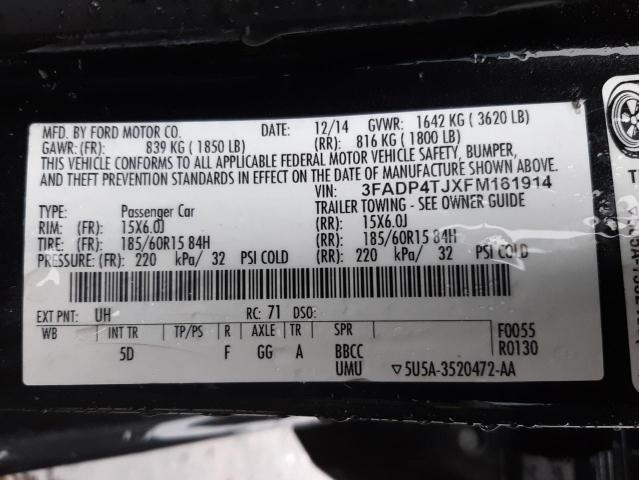 MFD. BY FORD MOTOR CO. DATE: 12/14 GVWR: 1642 KG ( 3620 LB)
GAWR: (FR): 839 KG ( 1850 LB) (RR): 816 KG ( 1800 LB)
THIS VEHICLE CONFORMS TO ALL APPLICABLE FEDERAL MOTOR VEHICLE SAFETY, BUMPER,
AND THEFT PREVENTION STANDARDS IN EFFECT ON THE DATE OF MANUFACTURE SHOWN ABOVE.
VIN: 3FADP4TJXFM161914
TYPE: Passenger Car TRAILER TOWING - SEE OWNER GUIDE
RIM: (FR): 15X6.0J (RR): 15X6.0J
TIRE: (FR): 185/60R15 84H (RR): 185/60R15 84H
PRESSURE: (FR): 220 kPa/ 32 PSI COLD (RR): 220 kPa/ 32 PSI COLD
EXT PNT: UH RC: 71 DSO:
WB INT TR TP/PS R AXLE TR SPR F0055
5D F GG A BBCC R0130
UMU ▽5U5A-3520472-AA